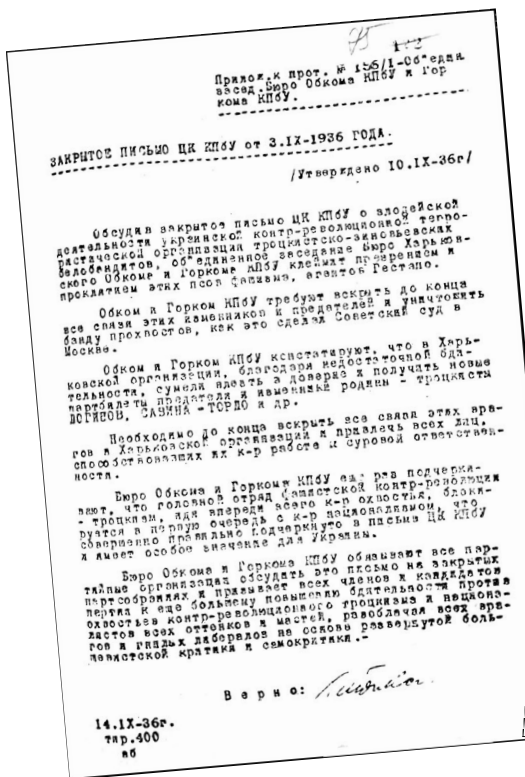 Прилож. к прот. № 156/1-Об"един.
засед. Бюро Обкома КПбУ и Гор
кома КПбУ.
ЗАКРЫТОЕ ПИСЬМО ЦК КПбУ от 3.IX-1936 ГОДА.
/Утверждено 10.IX-36г/
Обсудив закрытое письмо ЦК КПбУ о злодейской
деятельности украинской контр-революционной терро-
ристической организации троцкистско-зиновьевских
белобандитов, об"единенное заседание Бюро Харьков-
ского Обкома и Горкома КПбУ клеймит презрением и
проклятием этих псов фашизма, агентов Гестапо.
Обком и Горком КПбУ требуют вскрыть до конца
все связи этих изменников и предателей и уничтожить
банду прохвостов, как это сделал Советский суд в
Москве.
Обком и Горком КПбУ констатируют, что в Харь-
ковской организации, благодаря недостаточной бди-
тельности, сумели влезть в доверие и получить новые
партбилеты предатели и изменники родины - троцкисты
и др.
Необходимо до конца вскрыть все связи этих вра-
гов в Харьковской организации и привлечь всех лиц,
способствовавших их к-р работе к суровой ответствен-
ности.
Бюро Обкома и Горкома КПбУ еще раз подчерки-
вают, что головной отряд фашистской контр-революции
- троцкизм, идя впереди всего к-р охвостья, блоки-
руется в первую очередь с к-р национализмом, что
совершенно правильно подчеркнуто в письме ЦК КПбУ
и имеет особое значение для Украины.
Бюро Обкома и Горкома КПбУ обязывают все пар-
тийные организации обсудить это письмо на закрытых
партсобраниях и призывает всех членов и кандидатов
партии к еще большему повышению бдительности против
охвостьев контр-революционного троцкизма и национа-
листов всех оттенков и мастей, разоблачая всех вра-
гов и гнилых либералов на основе развернутой боль-
шевистской критики и самокритики.-
Верно:
14.IX-36г.
тир.400